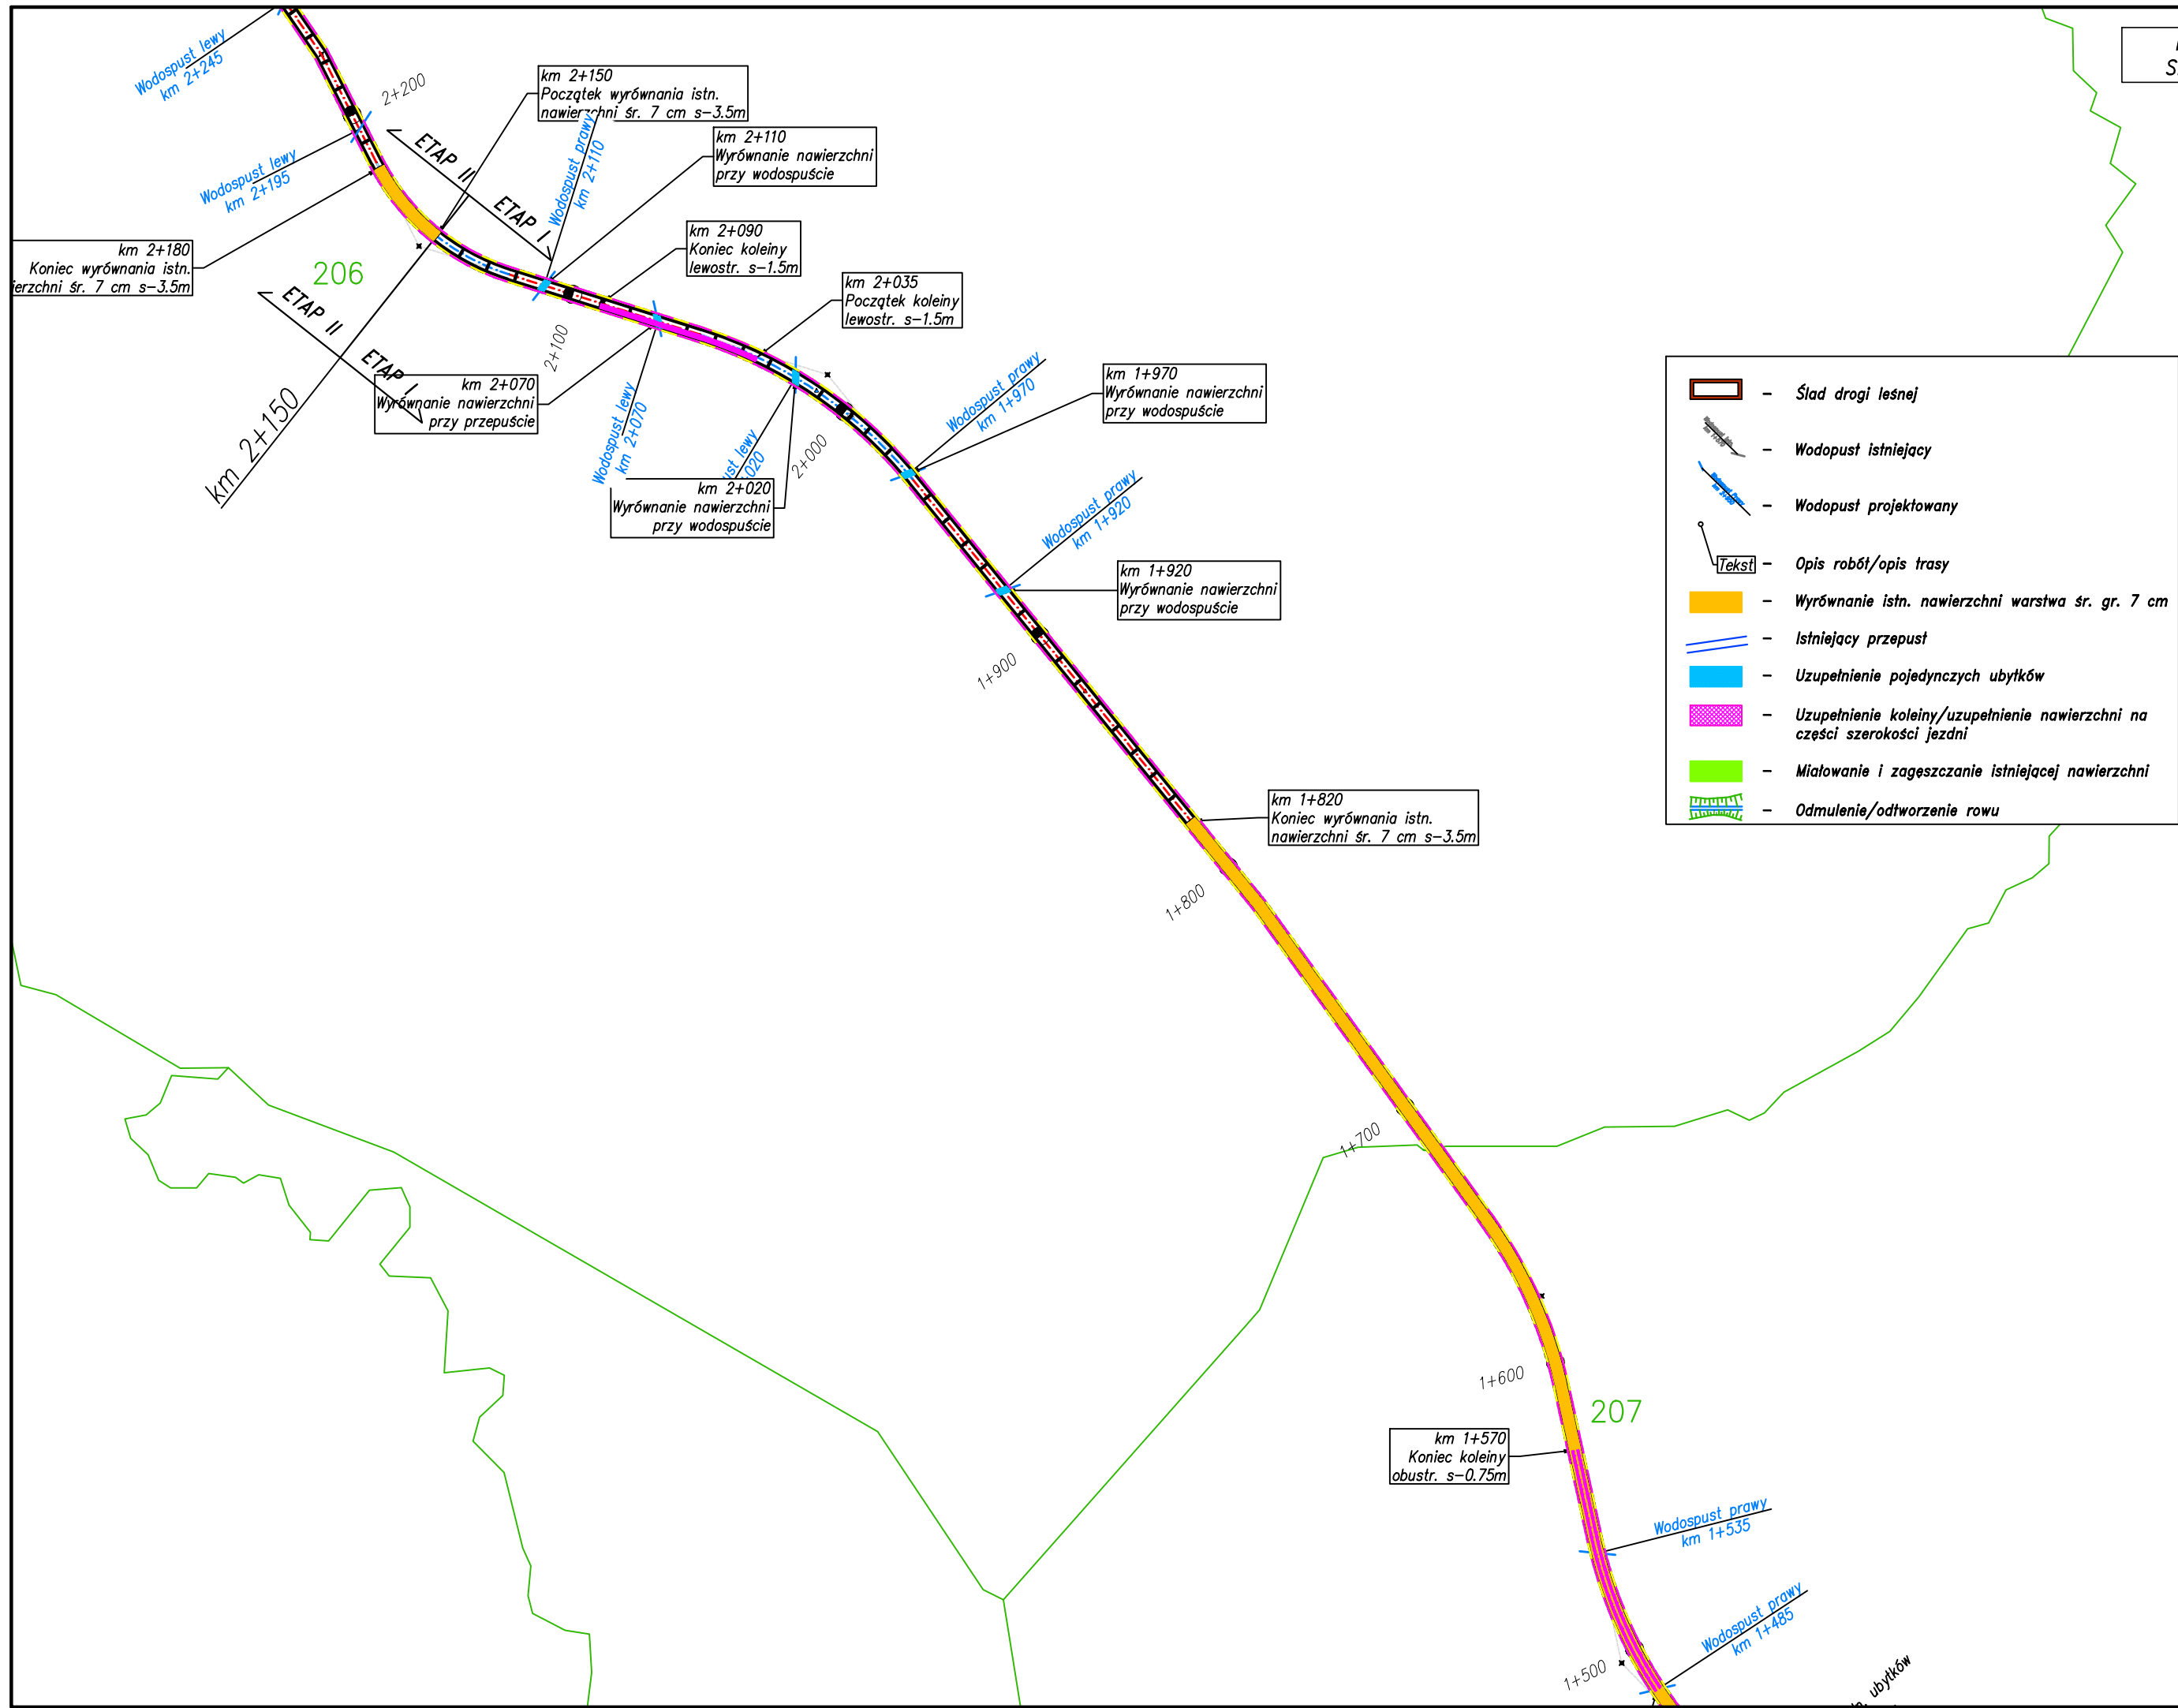 Wodospust lewy
km 2+245
2+200
km 2+150
Początek wyrównania istn.
nawierzchni śr. 7 cm s-3.5m
Wodospust lewy
km 2+195
ETAP III
ETAP I
Wodospust prawy
km 2+110
km 2+110
Wyrównanie nawierzchni
przy wodospuście
km 2+180
Koniec wyrównania istn.
śr. 7 cm s-3.5m
206
km 2+090
Koniec koleiny
lewostr. s-1.5m
km 2+035
Początek koleiny
lewostr. s-1.5m
ETAP III
ETAP I
2+100
km 2+150
km 2+070
Wyrównanie nawierzchni
przy przepuście
Wodospust lewy
km 2+070
lewy
km 2+020
Wyrównanie nawierzchni
przy wodospuście
2+000
Wodospust prawy
km 1+970
km 1+970
Wyrównanie nawierzchni
przy wodospuście
Wodospust prawy
km 1+920
km 1+920
Wyrównanie nawierzchni
przy wodospuście
1+900
Ślad drogi leśnej
Wodopust istniejący
Wodopust projektowany
Tekst
Opis robót/opis trasy
Wyrównanie istn. nawierzchni warstwa śr. gr. 7 cm
Istniejący przepust
Uzupełnienie pojedynczych ubytków
Uzupełnienie koleiny/uzupełnienie nawierzchni na
części szerokości jezdni
Miałowanie i zagęszczanie istniejącej nawierzchni
Odmulenie/odtworzenie rowu
km 1+820
Koniec wyrównania istn.
nawierzchni śr. 7 cm s-3.5m
1+800
1+700
1+600
207
km 1+570
Koniec koleiny
obustr. s-0.75m
Wodospust prawy
km 1+535
Wodospust prawy
km 1+485
1+500
ubytków